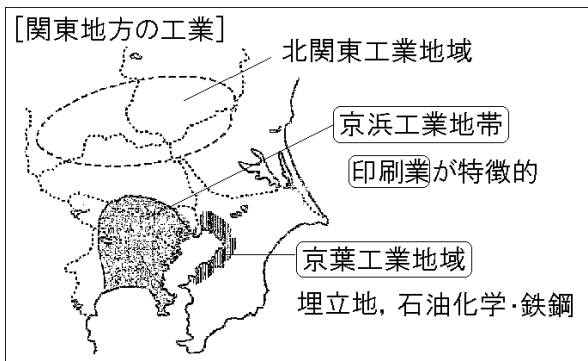 [関東地方の工業]
北関東工業地域
京浜工業地帯
印刷業が特徴的
京葉工業地域
埋立地，石油化学・鉄鋼